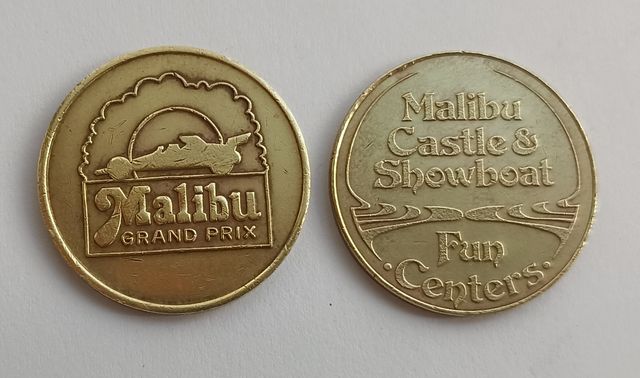 Malibu
GRAND PRIX
Malibu
Castle &
Showboat
Fun
Centers